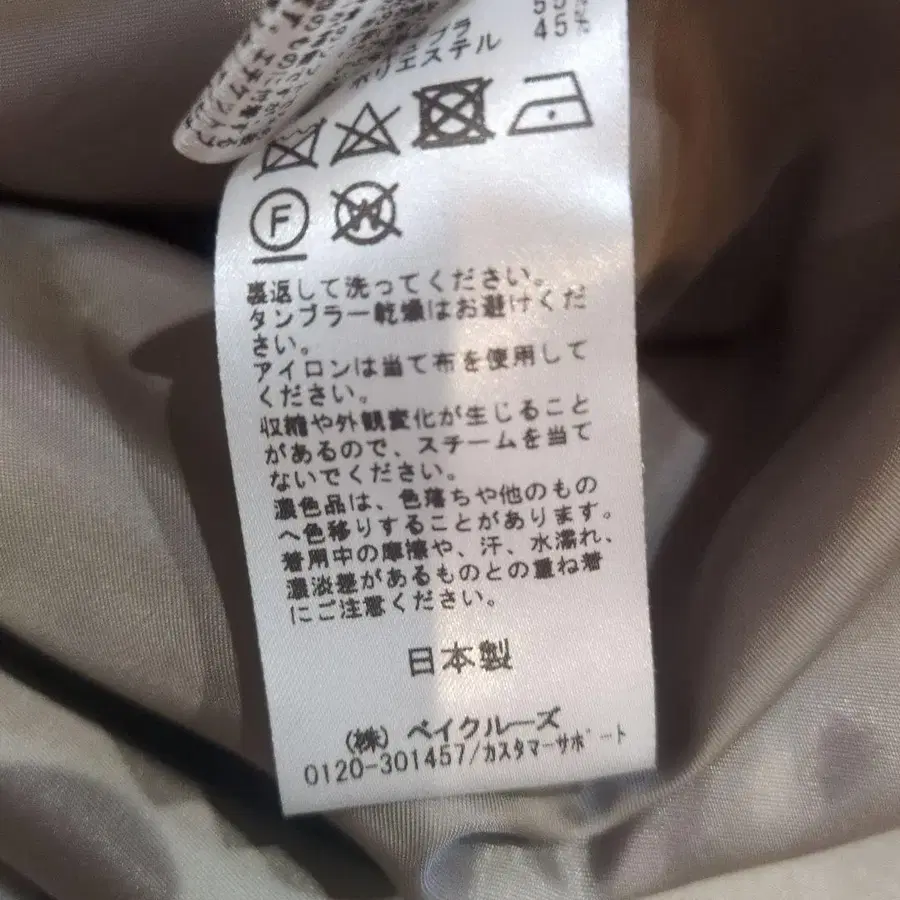 55%
キュプラ 45%
ポリエステル
F
W
裏返して洗ってください。
タンブラー乾燥はお避けくだ
さい。
アイロンは当て布を使用して
ください。
収縮や外観変化が生じること
があるので、スチームを当て
ないでください。
濃色品は、色落ちや他のもの
へ色移りすることがあります。
着用中の摩擦や、汗、水濡れ、
濃淡差があるものとの重ね着
にご注意ください。
日本製
(株) ベイクルーズ
0120-301457/カスタマーサポート